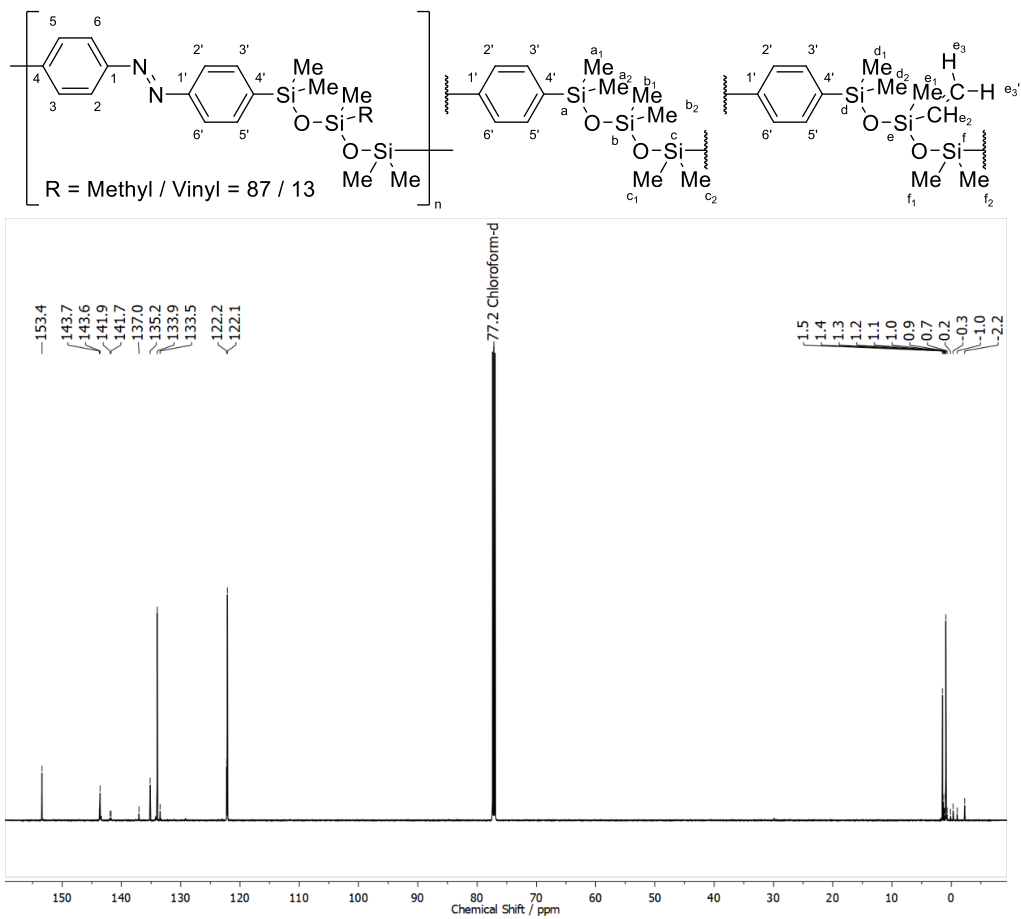 5 6 2' 3' 2' 3' 2' 3' e3
4 1 N N 1' 4' Me Me Me 1' 4' Me a1 Me a2 b1 Me 1' 4' Me d1 Me d2 e1 Me C H e3' H
3 2 6' 5' Si O Si R 6' 5' Si a O Si Me b2 b 6' 5' Si d O Si CH e2 e
O Si O Si c O Si f
R = Methyl / Vinyl = 87 / 13 Me Me n Me Me c1 c2 Me Me f1 f2
153.4
143.7
143.6
141.9
141.7
137.0
135.2
133.9
133.5
122.2
122.1
77.2 Chloroform-d
1.5
1.4
1.3
1.2
1.1
1.0
0.9
0.7
0.2
-0.3
-1.0
-2.2
150 140 130 120 110 100 90 80 70 60 50 40 30 20 10 0
Chemical Shift / ppm